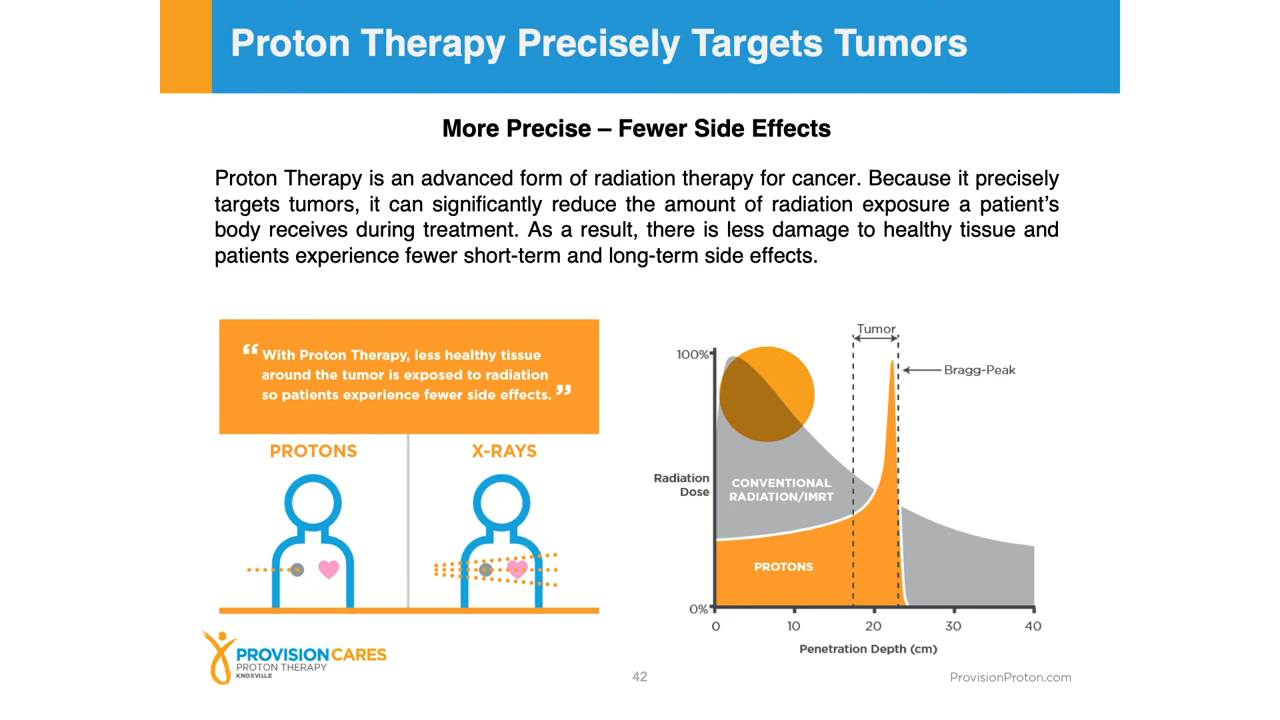 Proton Therapy Precisely Targets Tumors
More Precise – Fewer Side Effects
Proton Therapy is an advanced form of radiation therapy for cancer. Because it precisely
targets tumors, it can significantly reduce the amount of radiation exposure a patient's
body receives during treatment. As a result, there is less damage to healthy tissue and
patients experience fewer short-term and long-term side effects.
“ With Proton Therapy, less healthy tissue
around the tumor is exposed to radiation
so patients experience fewer side effects. ”
PROTONS
X-RAYS
Tumor
100%
Bragg-Peak
Radiation
Dose
CONVENTIONAL
RADIATION/IMRT
PROTONS
0%
0 10 20 30 40
Penetration Depth (cm)
PROVISION CARES
PROTON THERAPY
KNOXVILLE
42
ProvisionProton.com